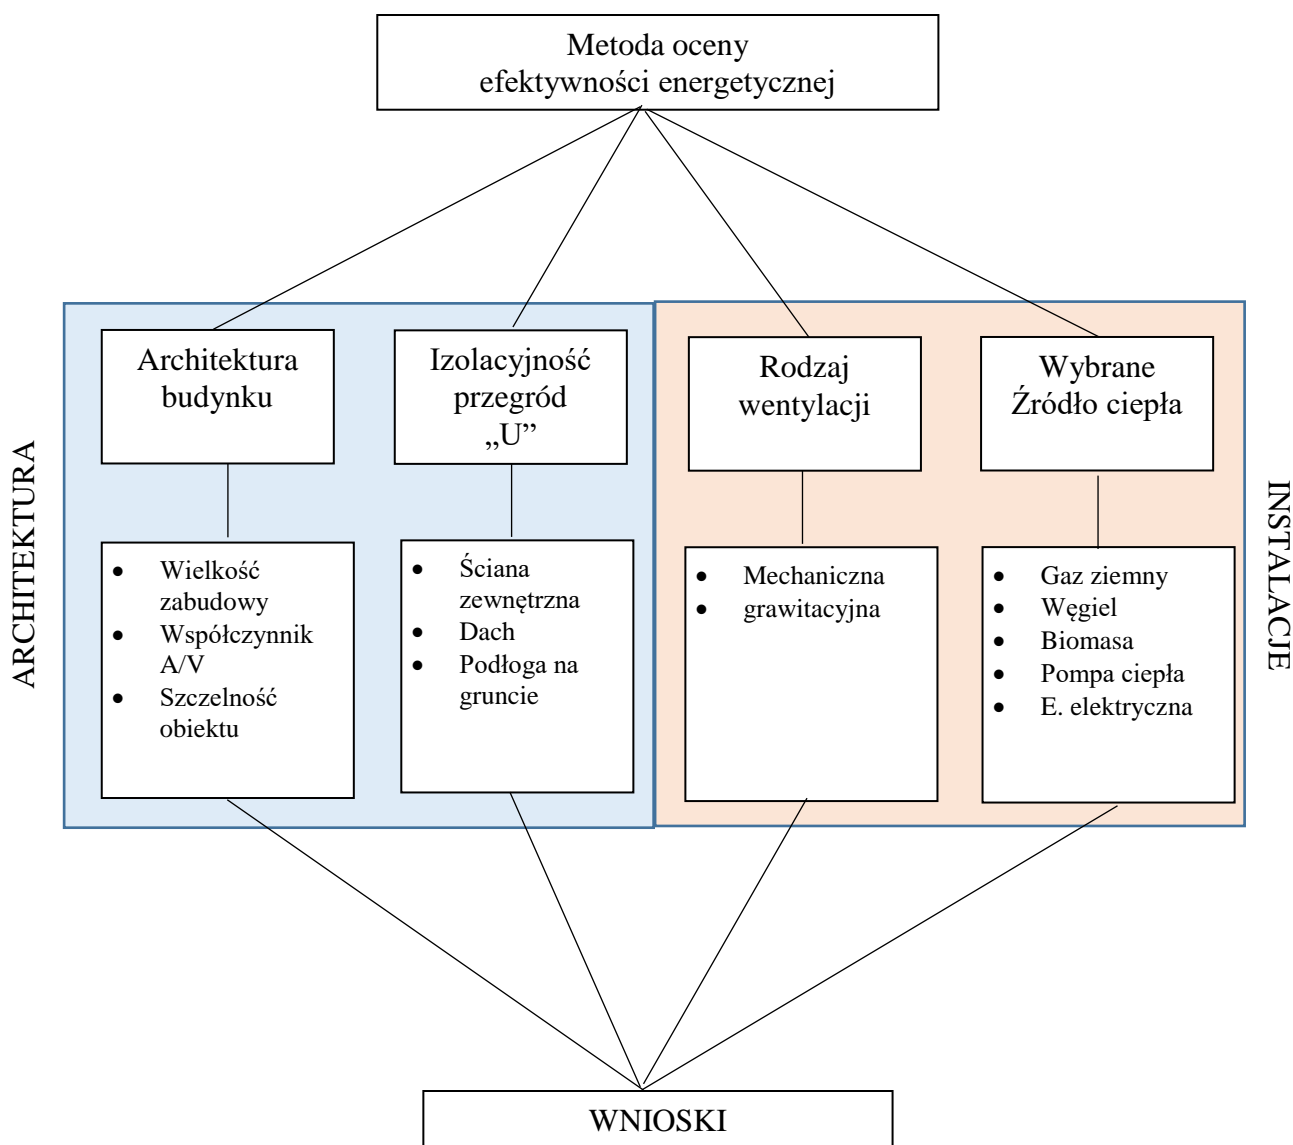 Metoda oceny
efektywności energetycznej
ARCHITEKTURA
Architektura
budynku
Izolacyjność
przegród
„U”
Rodzaj
wentylacji
Wybrane
Źródło ciepła
• Wielkość
zabudowy
• Współczynnik
A/V
• Szczelność
obiektu
• Ściana
zewnętrzna
• Dach
• Podłoga na
gruncie
• Mechaniczna
• grawitacyjna
• Gaz ziemny
• Węgiel
• Biomasa
• Pompa ciepła
• E. elektryczna
INSTALACJE
WNIOSKI